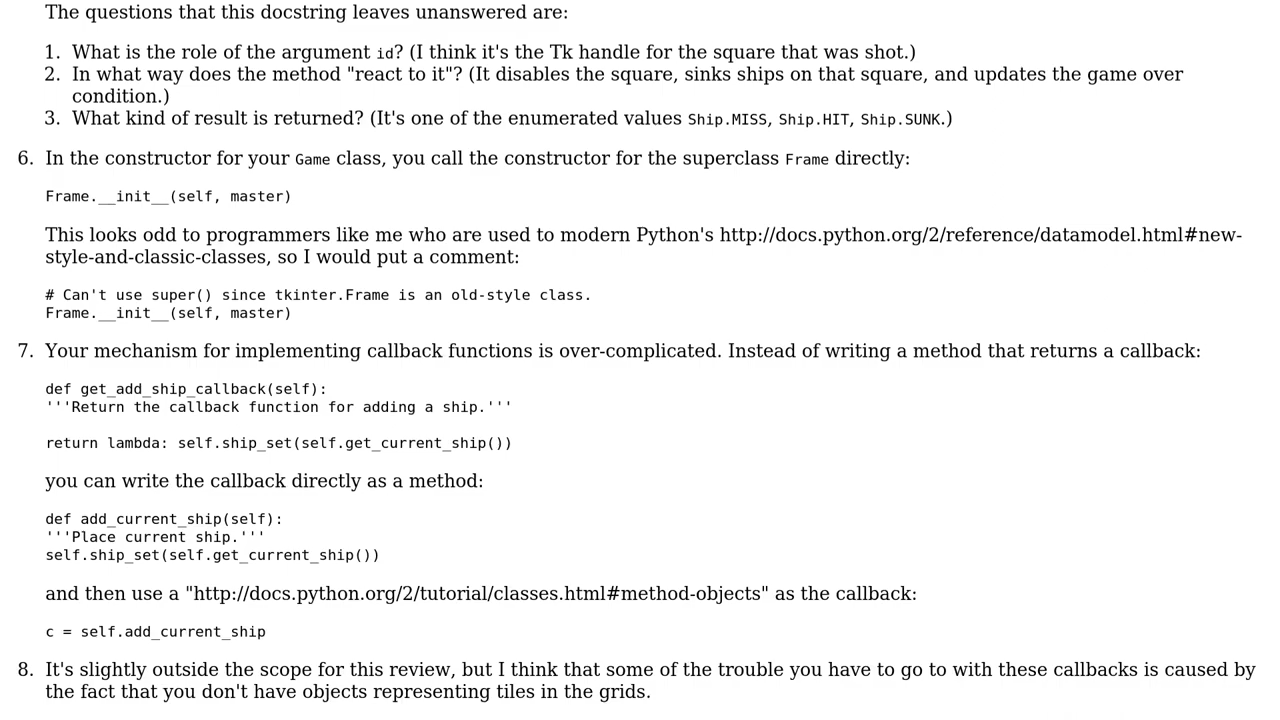 The questions that this docstring leaves unanswered are:
1. What is the role of the argument id? (I think it's the Tk handle for the square that was shot.)
2. In what way does the method "react to it"? (It disables the square, sinks ships on that square, and updates the game over
condition.)
3. What kind of result is returned? (It's one of the enumerated values Ship.MISS, Ship.HIT, Ship.SUNK.)
6. In the constructor for your Game class, you call the constructor for the superclass Frame directly:
Frame.__init__(self, master)
This looks odd to programmers like me who are used to modern Python's http://docs.python.org/2/reference/datamodel.html#new-
style-and-classic-classes, so I would put a comment:
# Can't use super() since tkinter.Frame is an old-style class.
Frame.__init__(self, master)
7. Your mechanism for implementing callback functions is over-complicated. Instead of writing a method that returns a callback:
def get_add_ship_callback(self):
'''Return the callback function for adding a ship.'''
return lambda: self.ship_set(self.get_current_ship())
you can write the callback directly as a method:
def add_current_ship(self):
'''Place current ship.'''
self.ship_set(self.get_current_ship())
and then use a "http://docs.python.org/2/tutorial/classes.html#method-objects" as the callback:
c = self.add_current_ship
8. It's slightly outside the scope for this review, but I think that some of the trouble you have to go to with these callbacks is caused by
the fact that you don't have objects representing tiles in the grids.